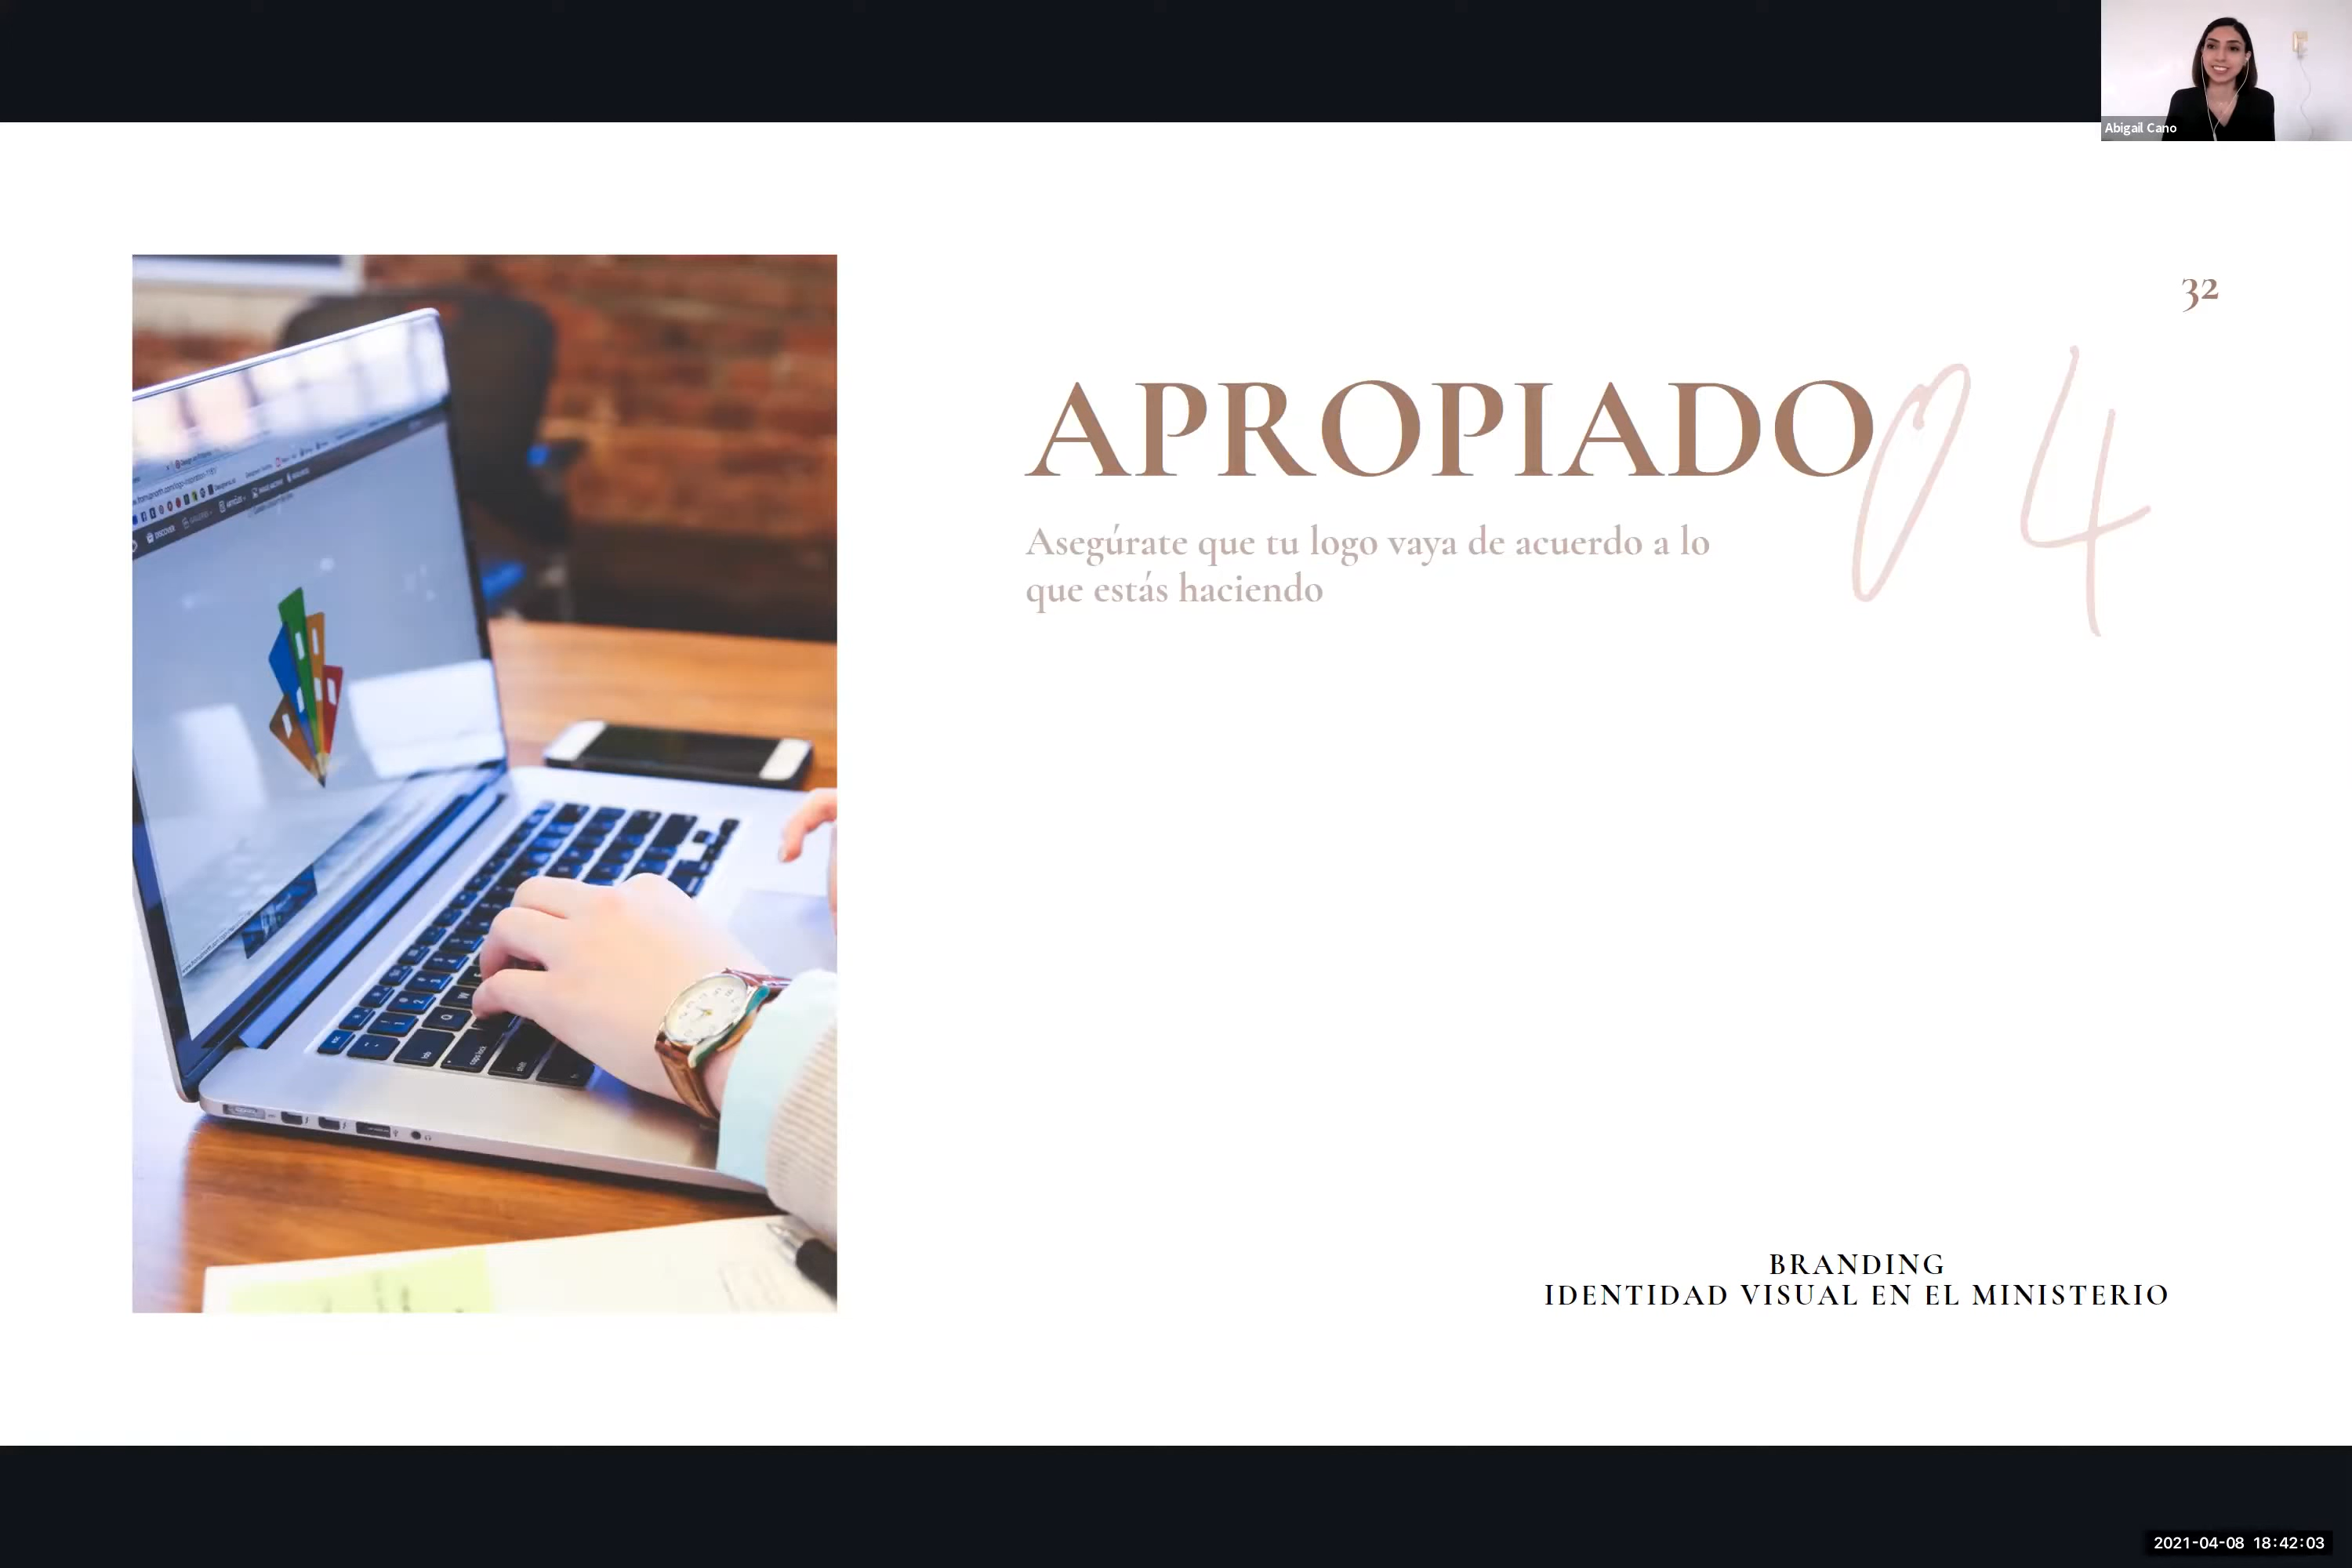 Abigail Cano
32
APROPIADO
04
Asegúrate que tu logo vaya de acuerdo a lo
que estás haciendo
BRANDING
IDENTIDAD VISUAL EN EL MINISTERIO
2021-04-08 18:42:03